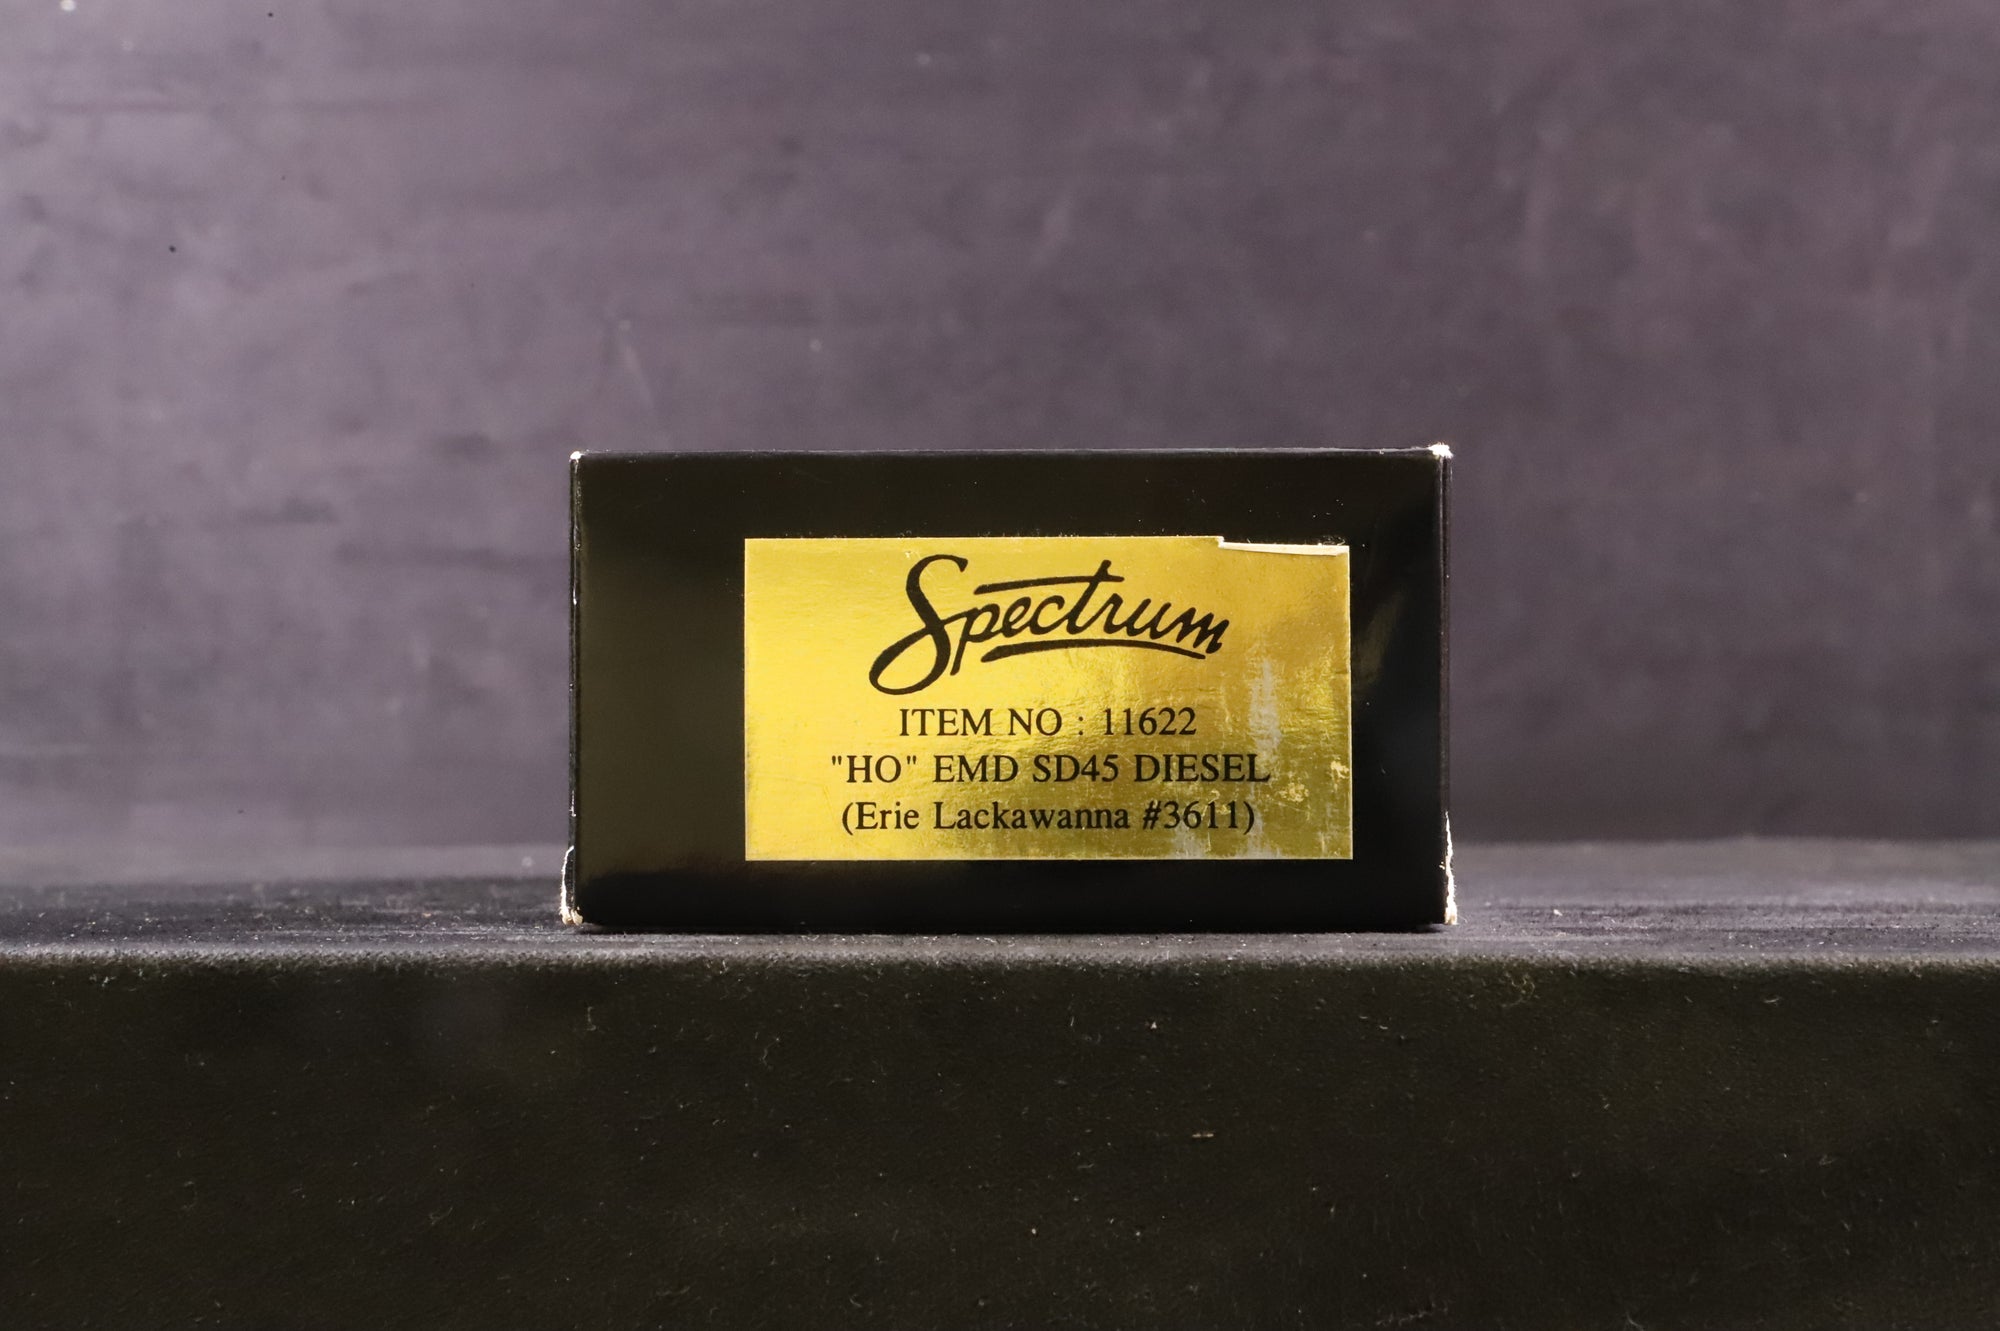 Spectrum
ITEM NO : 11622
"HO" EMD SD45 DIESEL
(Erie Lackawanna #3611)